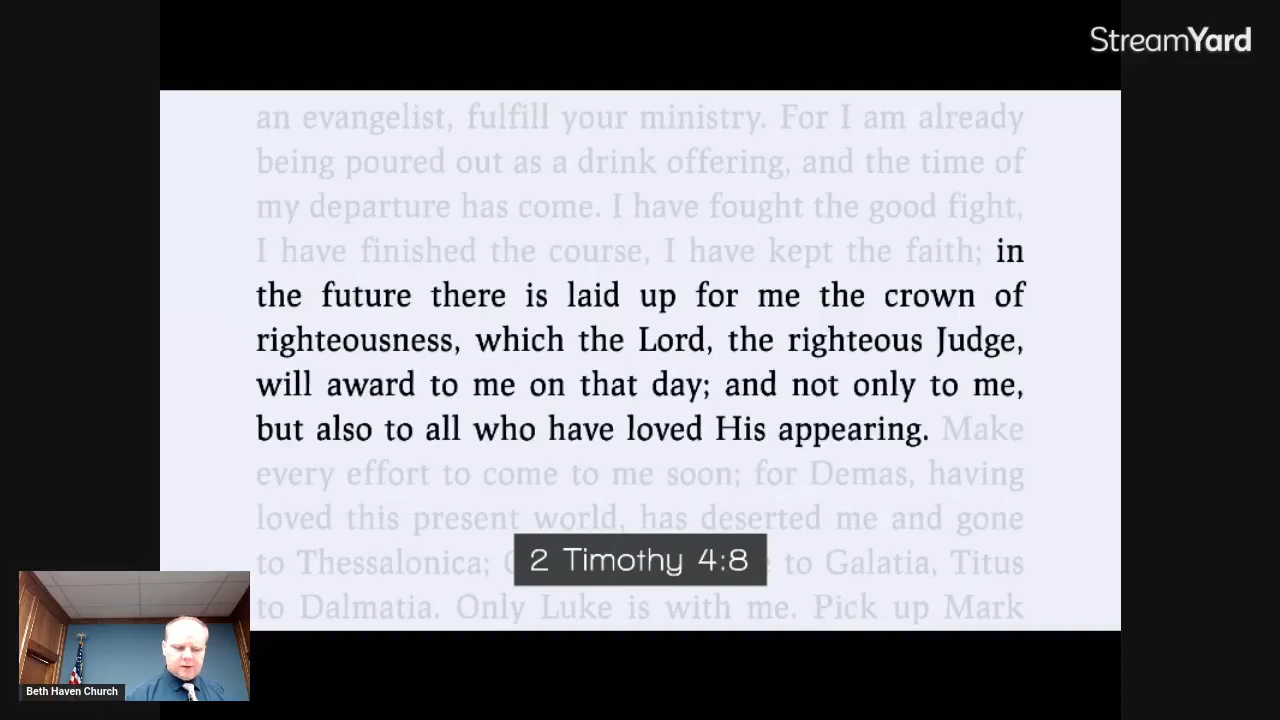 StreamYard
an evangelist, fulfill your ministry. For I am already
being poured out as a drink offering, and the time of
my departure has come. I have fought the good fight,
I have finished the course, I have kept the faith; in
the future there is laid up for me the crown of
righteousness, which the Lord, the righteous Judge,
will award to me on that day; and not only to me,
but also to all who have loved His appearing. Make
every effort to come to me soon; for Demas, having
loved this present world, has deserted me and gone
to Thessalonica; to Galatia, Titus
2 Timothy 4:8
to Dalmatia. Only Luke is with me. Pick up Mark
Beth Haven Church